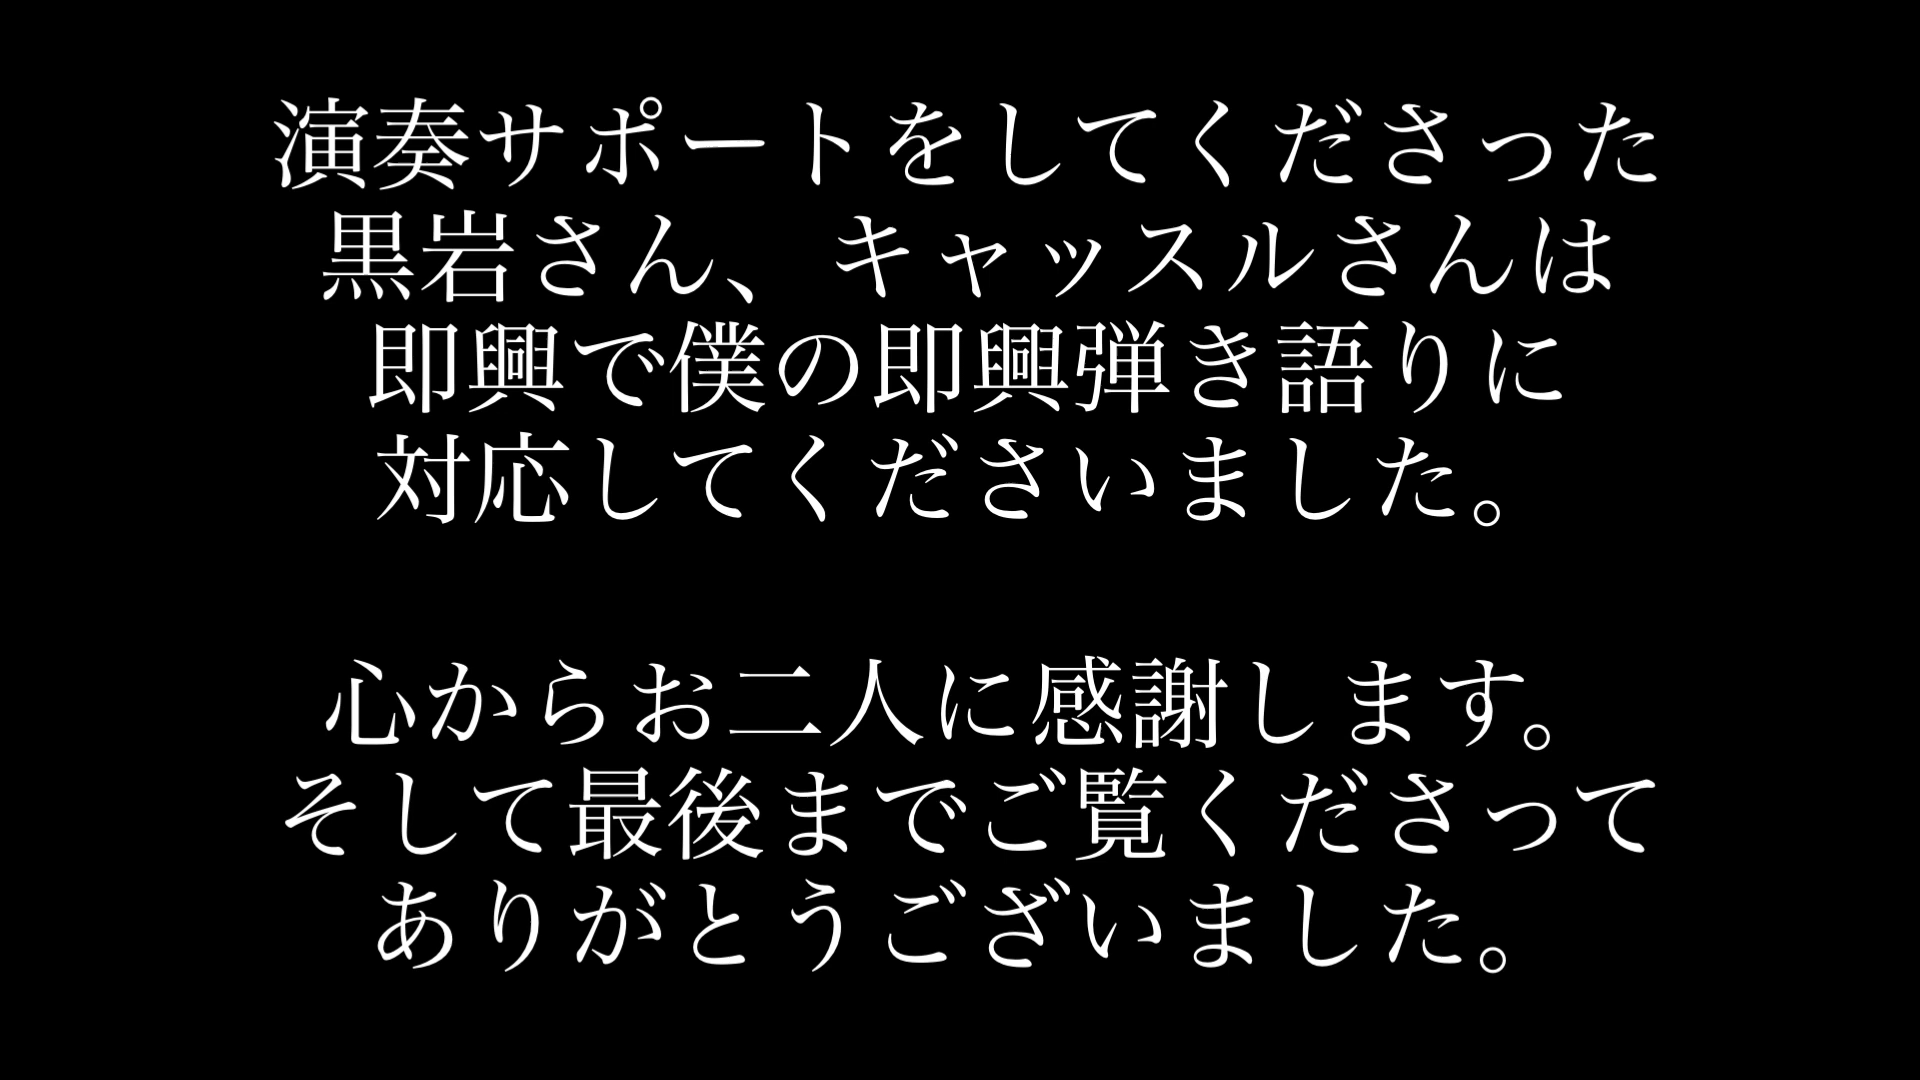 演奏サポートをしてくださった
黒岩さん、キャッスルさんは
即興で僕の即興弾き語りに
対応してくださいました。
心からお二人に感謝します。
そして最後までご覧くださって
ありがとうございました。